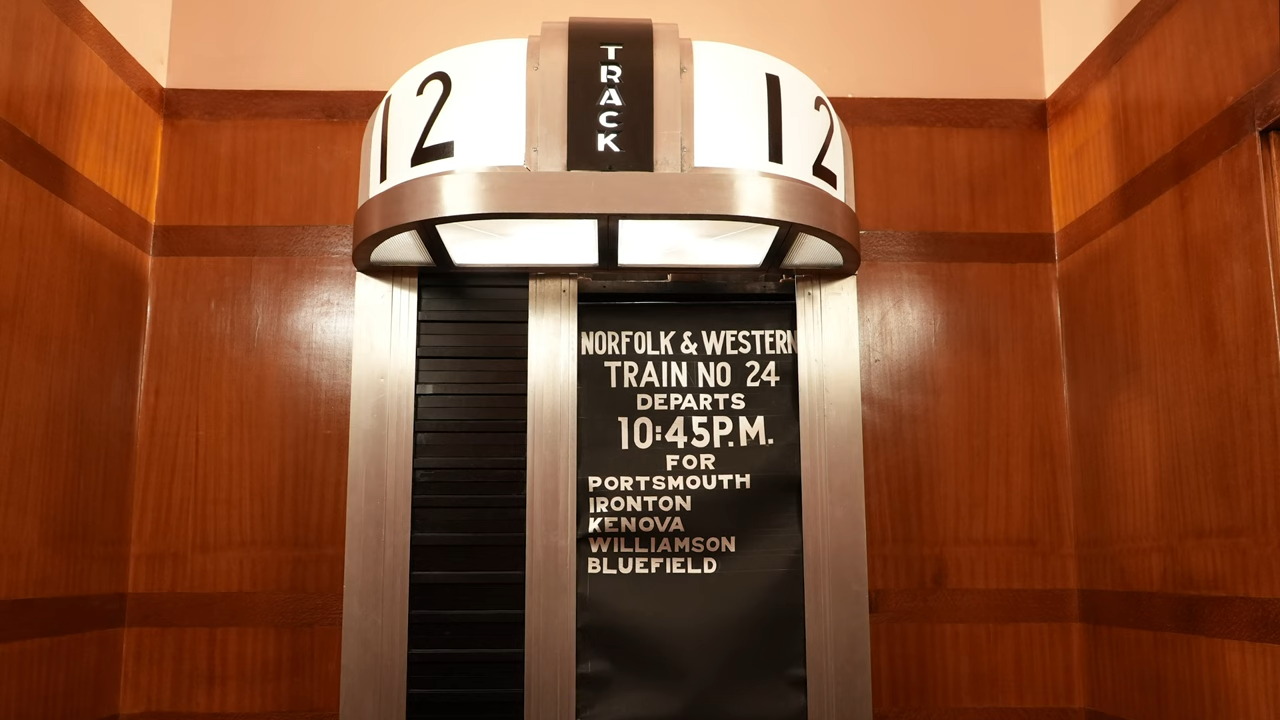 TRACK
12 12
NORFOLK & WESTERN
TRAIN NO 24
DEPARTS
10:45P.M.
FOR
PORTSMOUTH
IRONTON
KENOVA
WILLIAMSON
BLUEFIELD